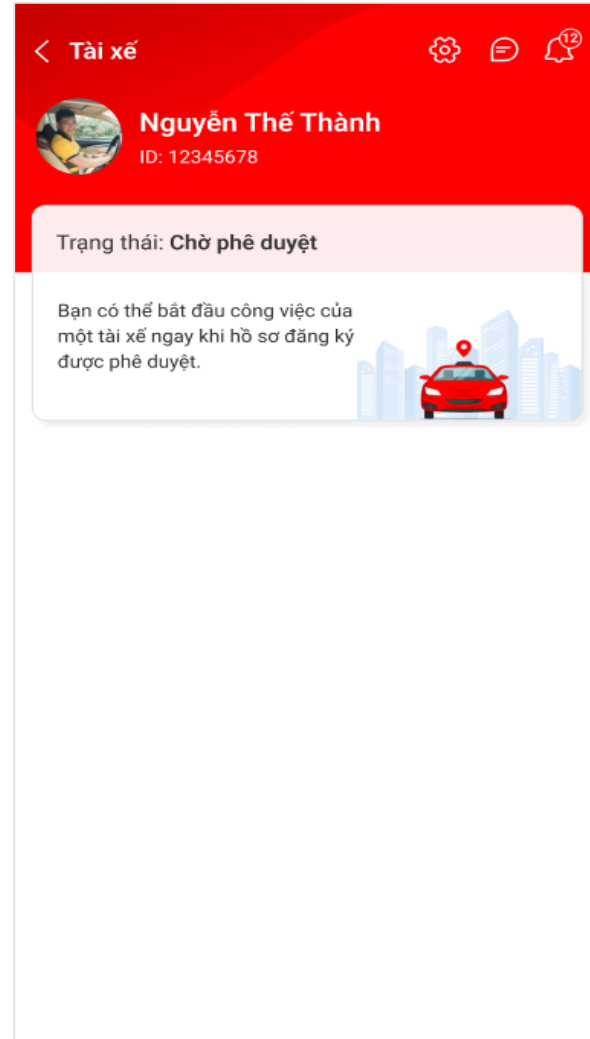 Tài xế
12
Nguyễn Thế Thành
ID: 12345678
Trạng thái: Chờ phê duyệt
Bạn có thể bắt đầu công việc của
một tài xế ngay khi hồ sơ đăng ký
được phê duyệt.